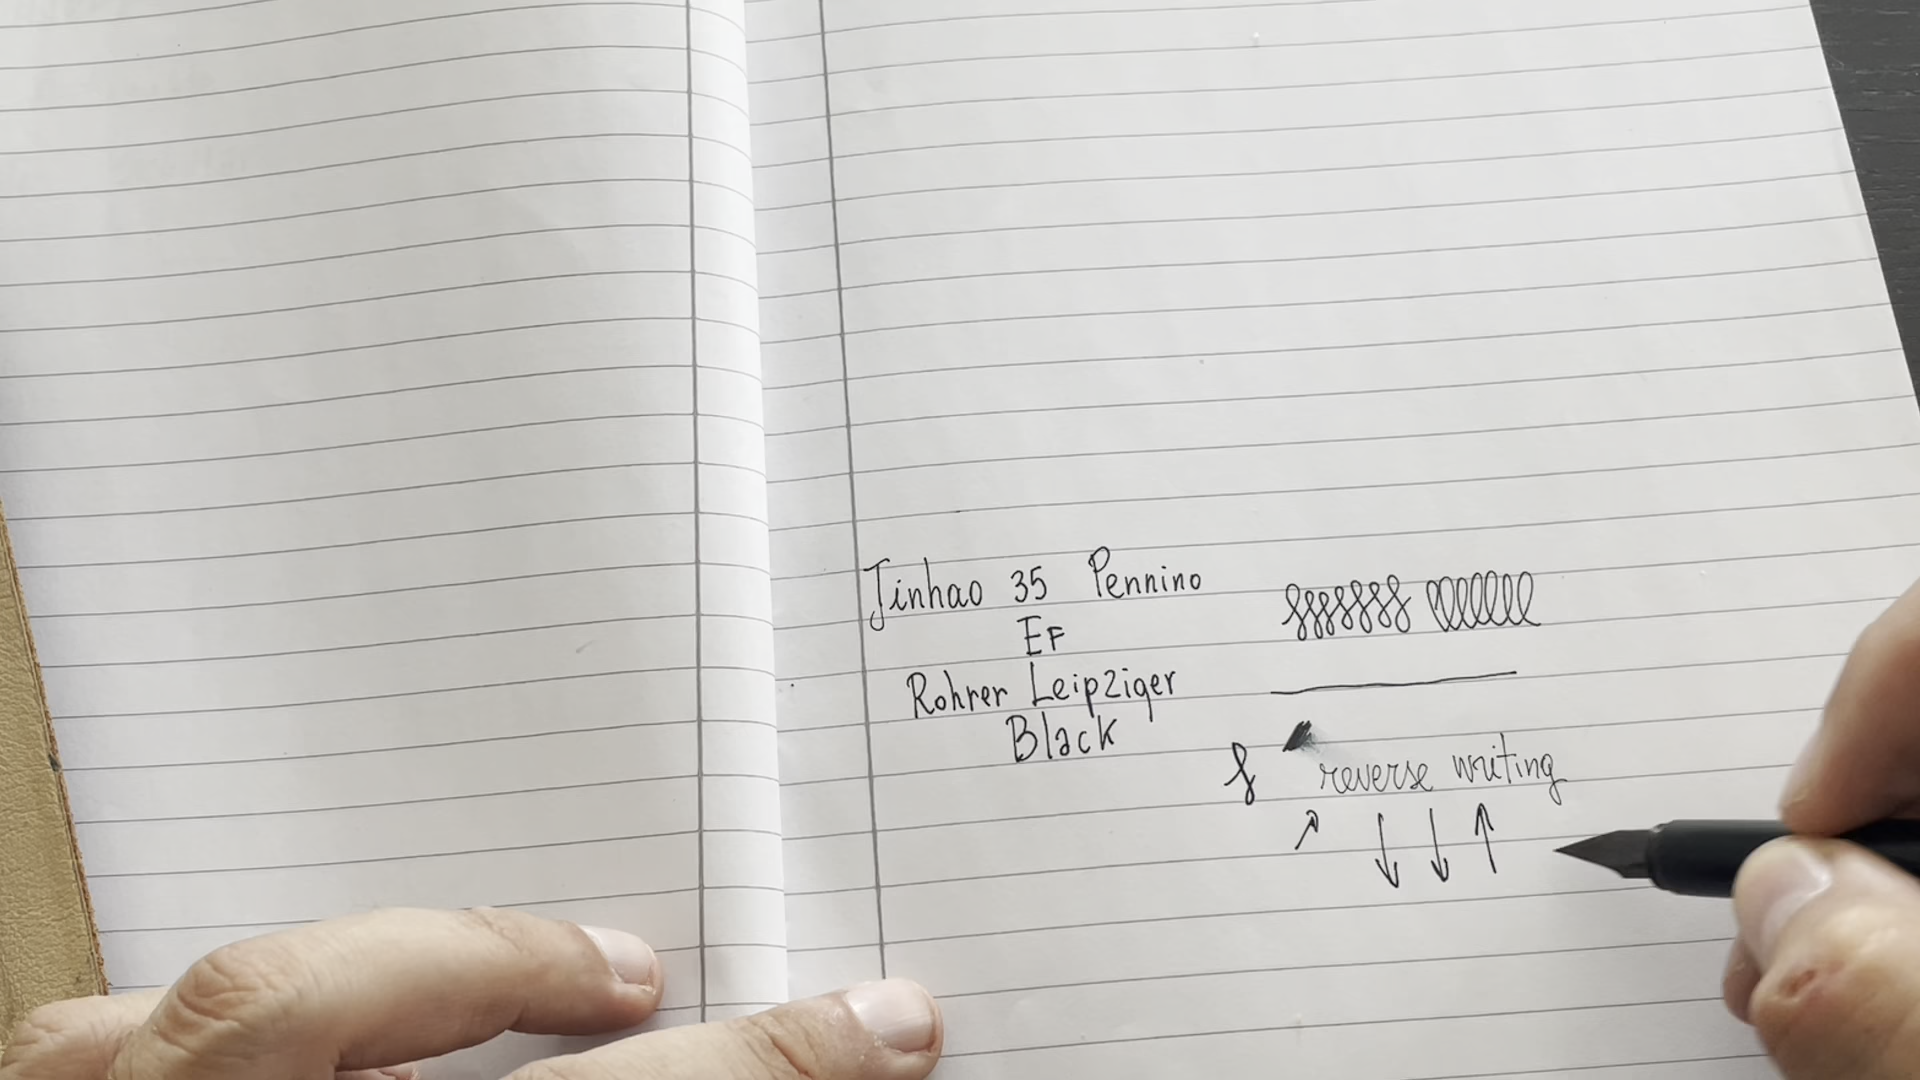 Jinhao 35 Pennino
EF
Rohrer Leipziger
Black
reverse writing